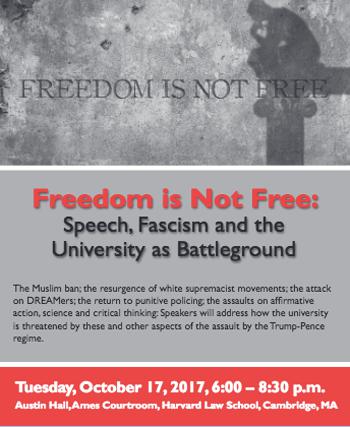 FREEDOM IS NOT FREE
Freedom is Not Free:
Speech, Fascism and the
University as Battleground
The Muslim ban; the resurgence of white supremacist movements; the attack
on DREAMers; the return to punitive policing; the assaults on affirmative
action, science and critical thinking: Speakers will address how the university
is threatened by these and other aspects of the assault by the Trump-Pence
regime.
Tuesday, October 17, 2017, 6:00 – 8:30 p.m.
Austin Hall, Ames Courtroom, Harvard Law School, Cambridge, MA